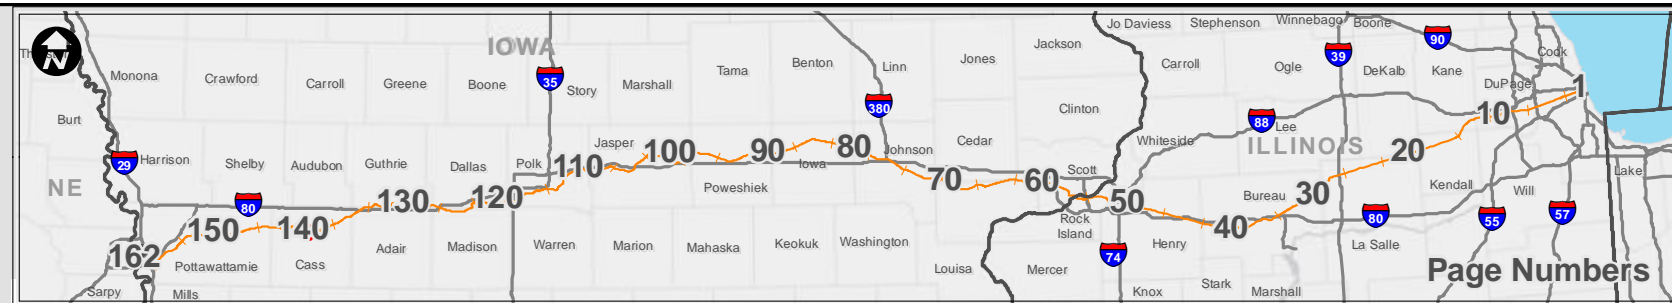 Jo Daviess
Stephenson
Winnebago
Boone
N
IOWA
Jackson
90
Cook
39
Monona
Crawford
Carroll
Greene
Boone
35
Story
Marshall
Tama
Benton
Linn
Jones
Carroll
Ogle
DeKalb
Kane
DuPage
1
380
Clinton
10
Burt
88
Lee
Whiteside
ILLINOIS
29
Harrison
Shelby
Audubon
Guthrie
Dallas
Polk
Jasper
110
100
90
Iowa
80
Johnson
Cedar
20
Scott
Lake
NE
Poweshiek
70
60
Kendall
Will
80
130
120
50
Bureau
30
150
140
Rock
Island
40
80
55
57
162
Pottawattamie
Cass
Adair
Madison
Warren
Marion
Mahaska
Keokuk
Washington
Henry
La Salle
74
Louisa
Mercer
Page Numbers
Sarpy
Mills
Knox
Stark
Marshall